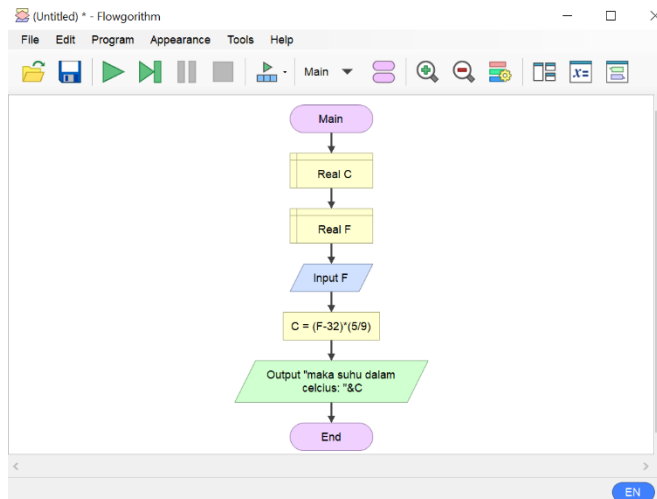 (Untitled) * - Flowgorithm
File Edit Program Appearance Tools Help
Main
x=
Main
Real C
Real F
Input F
C = (F-32)*(5/9)
Output "maka suhu dalam
celcius: "&C
End
EN